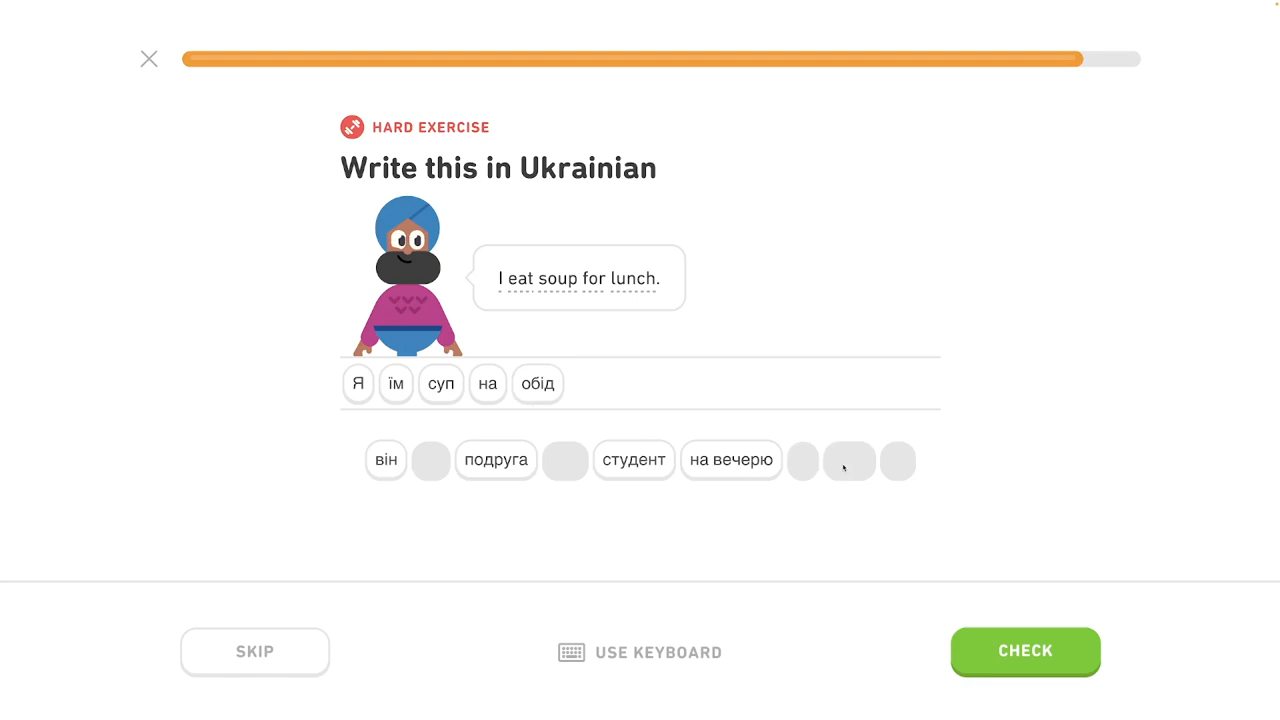 HARD EXERCISE
Write this in Ukrainian
I eat soup for lunch.
Я їм суп на обід
він подруга студент на вечерю
SKIP USE KEYBOARD CHECK